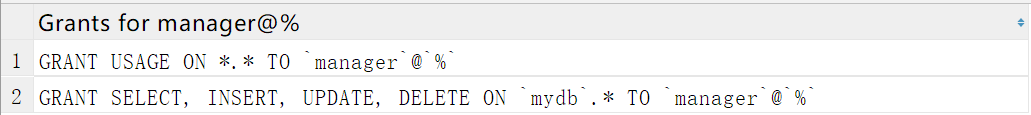 Grants for manager@%
1 GRANT USAGE ON *.* TO `manager`@`%`
2 GRANT SELECT, INSERT, UPDATE, DELETE ON `mydb`.* TO `manager`@`%`